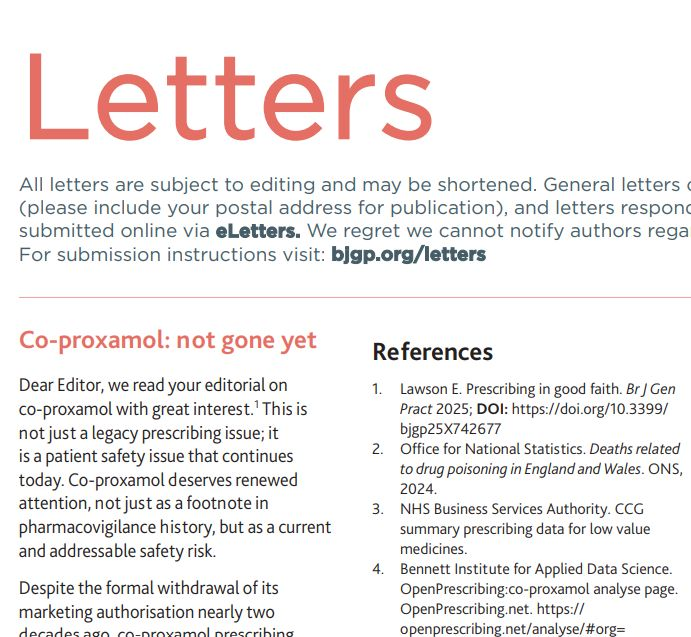 Letters
All letters are subject to editing and may be shortened. General letters
(please include your postal address for publication), and letters
submitted online via eLetters. We regret we cannot notify authors
For submission instructions visit: bjgp.org/letters
Co-proxamol: not gone yet
Dear Editor, we read your editorial on
co-proxamol with great interest.1 This is
not just a legacy prescribing issue; it
is a patient safety issue that continues
today. Co-proxamol deserves renewed
attention, not just as a footnote in
pharmacovigilance history, but as a current
and addressable safety risk.
Despite the formal withdrawal of its
marketing authorisation nearly two
decades ago, co-proxamol prescribing
References
1. Lawson E. Prescribing in good faith. Br J Gen
Pract 2025; DOI: https://doi.org/10.3399/
bjgp25X742677
2. Office for National Statistics. Deaths related
to drug poisoning in England and Wales. ONS,
2024.
3. NHS Business Services Authority. CCG
summary prescribing data for low value
medicines.
4. Bennett Institute for Applied Data Science.
OpenPrescribing:co-proxamol analyse page.
OpenPrescribing.net. https://
openprescribing.net/analyse/#org=